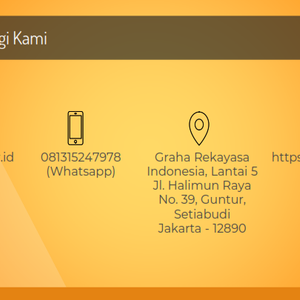 gi Kami
.id
081315247978
(Whatsapp)
Graha Rekayasa
Indonesia, Lantai 5
Jl. Halimun Raya
No. 39, Guntur,
Setiabudi
Jakarta - 12890
https